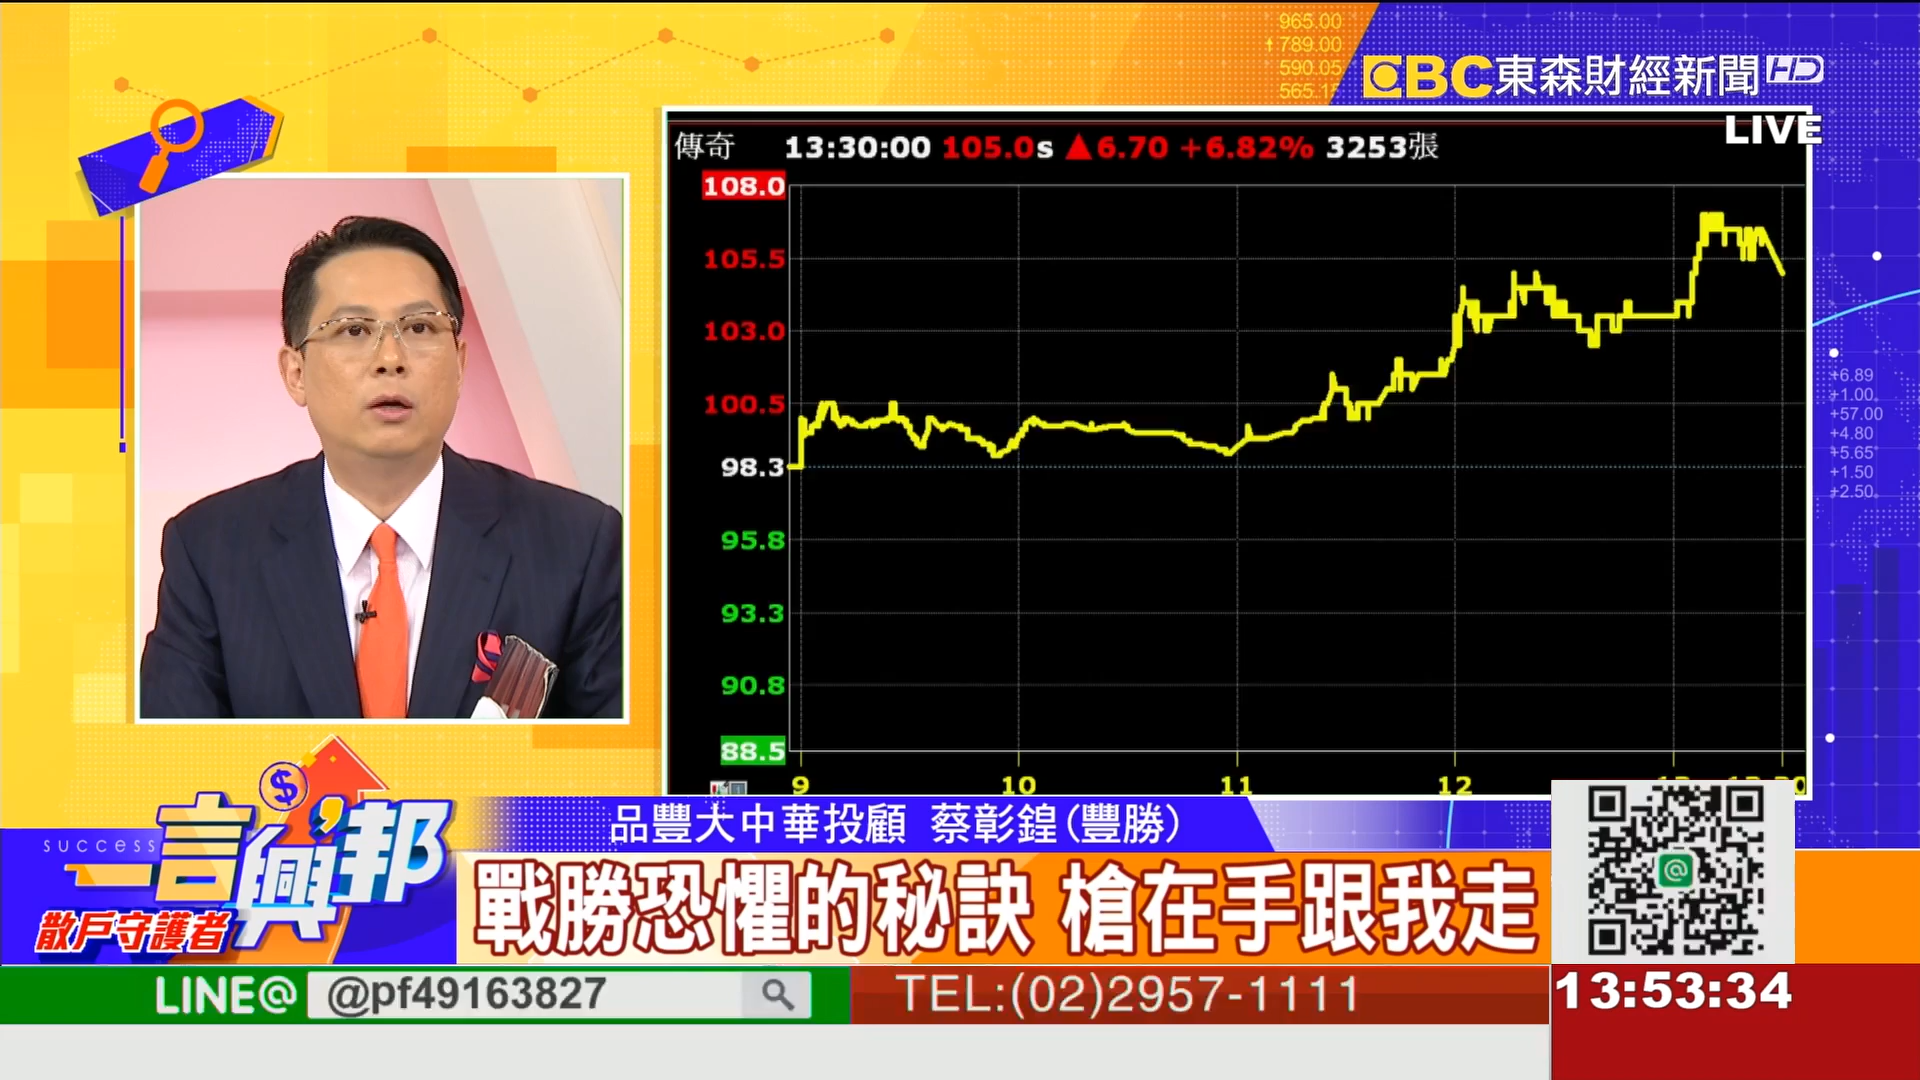 965.00
↑789.00
590.05
565.15
EBC東森財經新聞HD
LIVE
傳奇 13:30:00 105.0s ▲6.70 +6.82% 3253張
108.0
105.5
103.0
100.5
98.3
95.8
93.3
90.8
88.5
9 10 11 12
+6.89
+1.00
+57.00
+4.80
+5.65
+1.50
+2.50
$
success
一言興邦
散戶守護者
品豐大中華投顧 蔡彰鍠(豐勝)
戰勝恐懼的秘訣 槍在手跟我走
LINE@ @pf49163827
TEL:(02)2957-1111
13:53:34